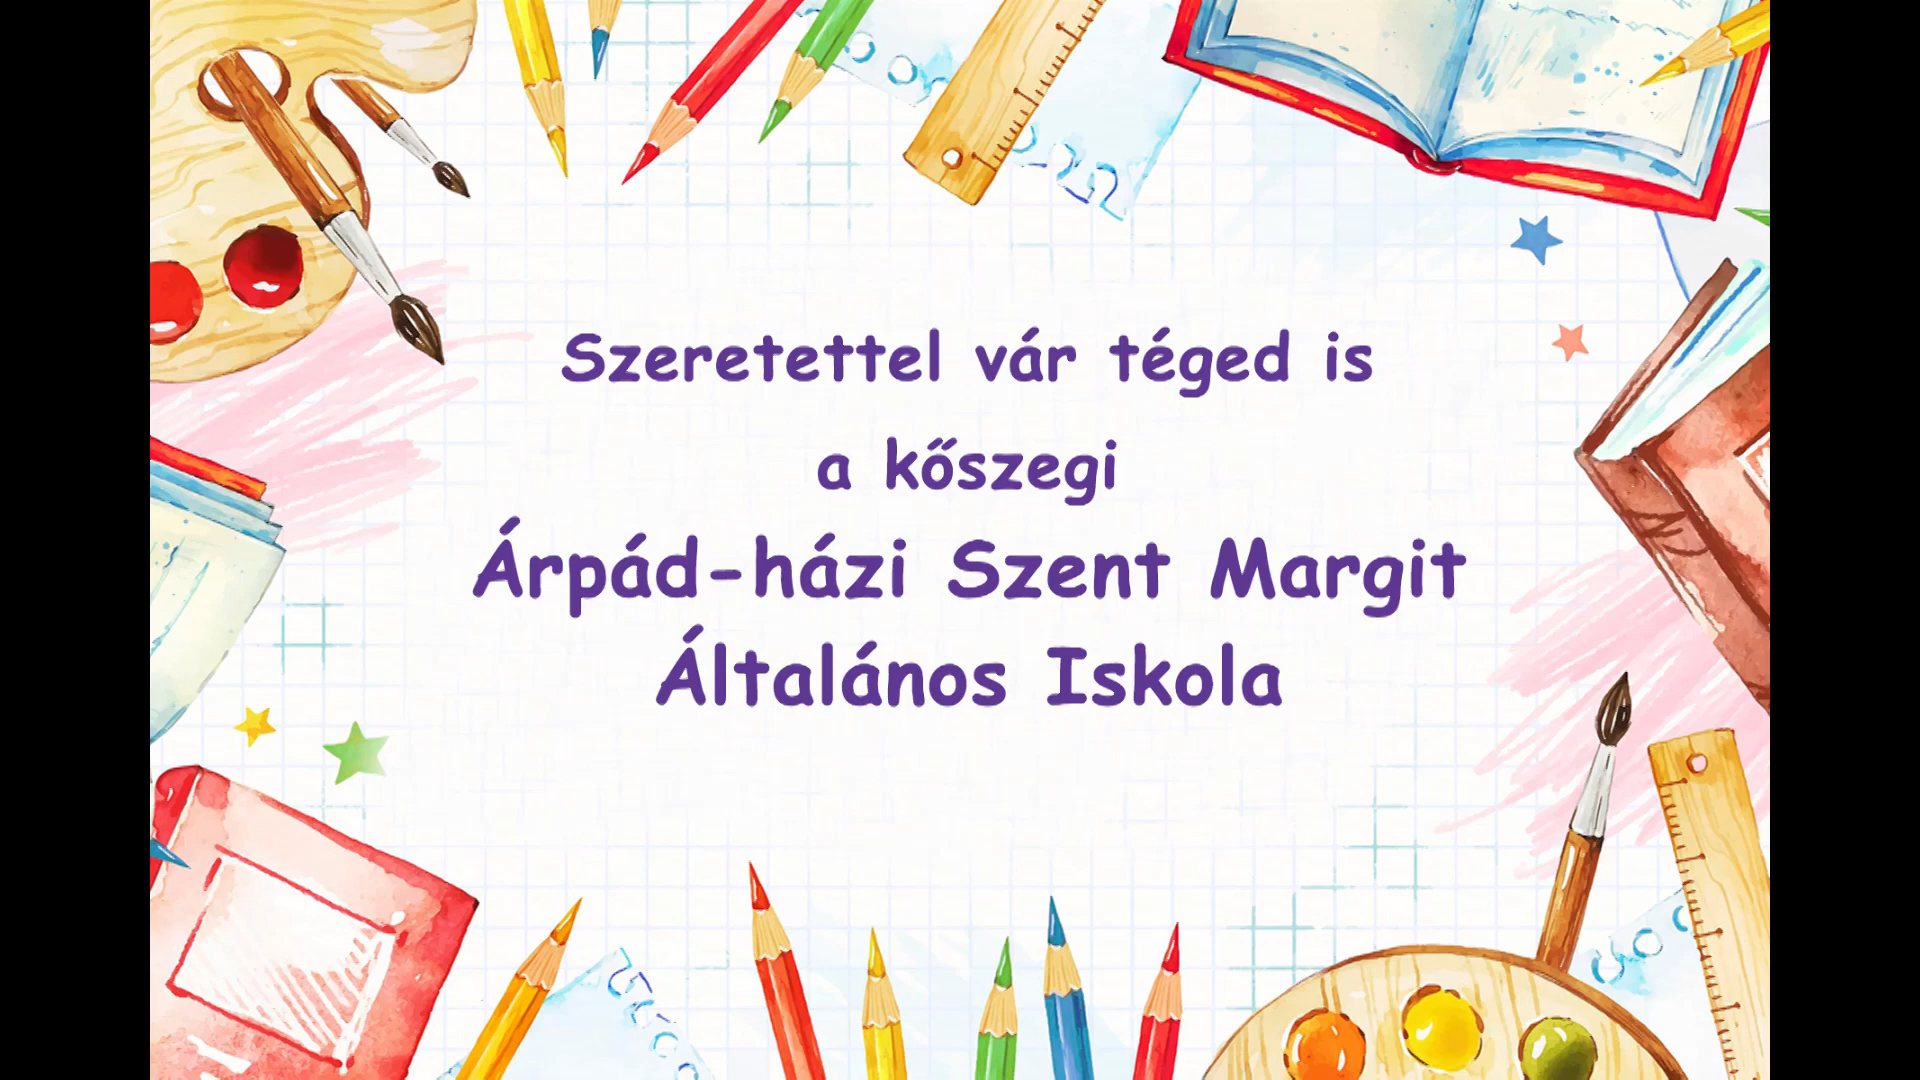 Szeretettel vár téged is
a kőszegi
Árpád-házi Szent Margit
Általános Iskola